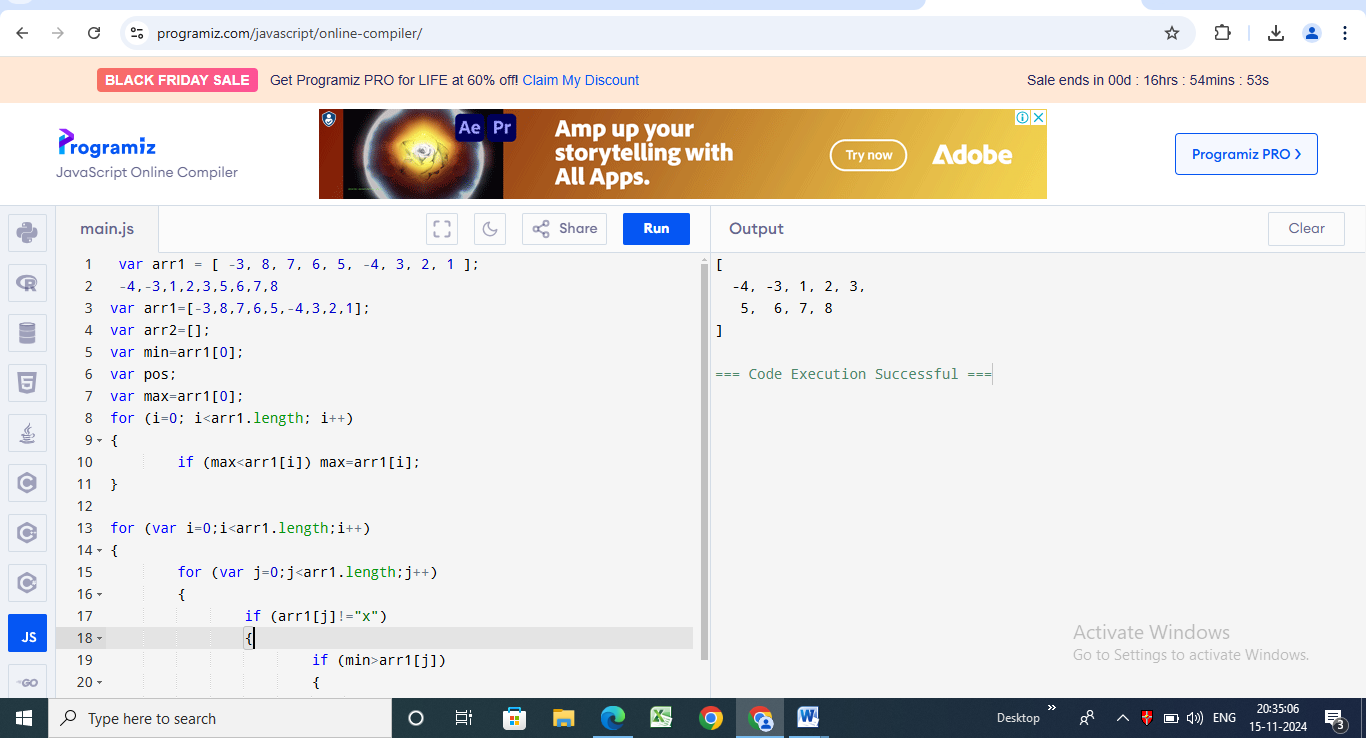 programiz.com/javascript/online-compiler/
BLACK FRIDAY SALE Get Programiz PRO for LIFE at 60% off! Claim My Discount Sale ends in 00d : 16hrs : 54mins : 53s
Programiz
JavaScript Online Compiler
Ae Pr
Amp up your
storytelling with
All Apps.
Try now
Adobe
Programiz PRO
main.js
Share
Run
Output
Clear
1 var arr1 = [ -3, 8, 7, 6, 5, -4, 3, 2, 1 ];
2 -4,-3,1,2,3,5,6,7,8
3 var arr1=[-3,8,7,6,5,-4,3,2,1];
4 var arr2=[];
5 var min=arr1[0];
6 var pos;
7 var max=arr1[0];
8 for (i=0; i<arr1.length; i++)
9 {
10 if (max<arr1[i]) max=arr1[i];
11 }
12
13 for (var i=0;i<arr1.length;i++)
14 {
15 for (var j=0;j<arr1.length;j++)
16 {
17 if (arr1[j]!="x")
18 {
19 if (min>arr1[j])
20 {
[
-4, -3, 1, 2, 3,
5, 6, 7, 8
]
=== Code Execution Successful ===
R
JS
GO
Activate Windows
Go to Settings to activate Windows.
Type here to search
Desktop
ENG
20:35:06
15-11-2024
3